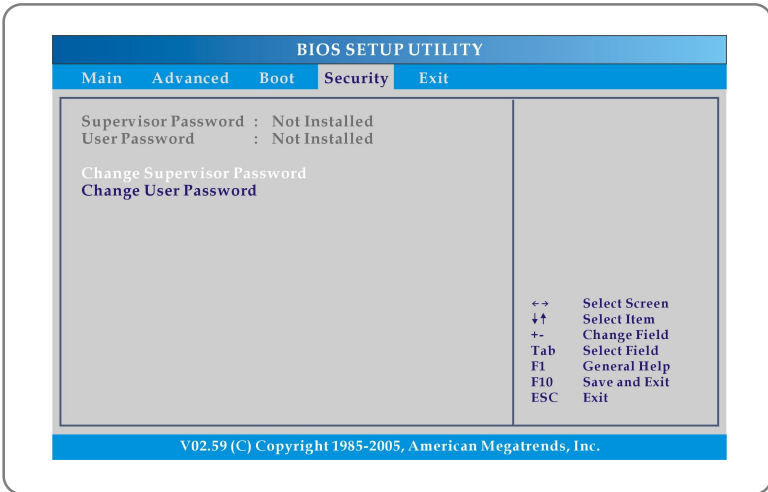 BIOS SETUP UTILITY
Main Advanced Boot Security Exit
Supervisor Password : Not Installed
User Password : Not Installed
Change Supervisor Password
Change User Password
←→ Select Screen
↓↑ Select Item
+- Change Field
Tab Select Field
F1 General Help
F10 Save and Exit
ESC Exit
V02.59 (C) Copyright 1985-2005, American Megatrends, Inc.